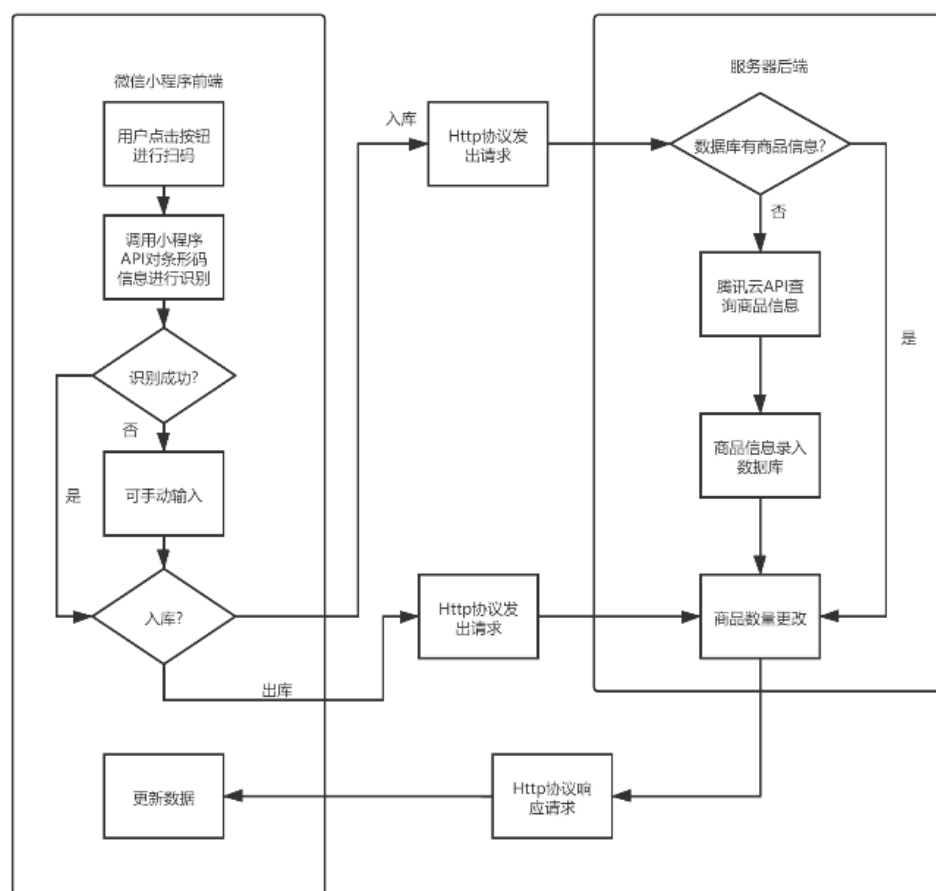 微信小程序前端
用户点击按钮
进行扫码
调用小程序
API对条形码
信息进行识别
识别成功?
否
是
可手动输入
入库?
出库
更新数据
入库
Http协议发
出请求
Http协议发
出请求
Http协议响
应请求
服务器后端
数据库有商品信息?
否
是
腾讯云API查
询商品信息
商品信息录入
数据库
商品数量更改